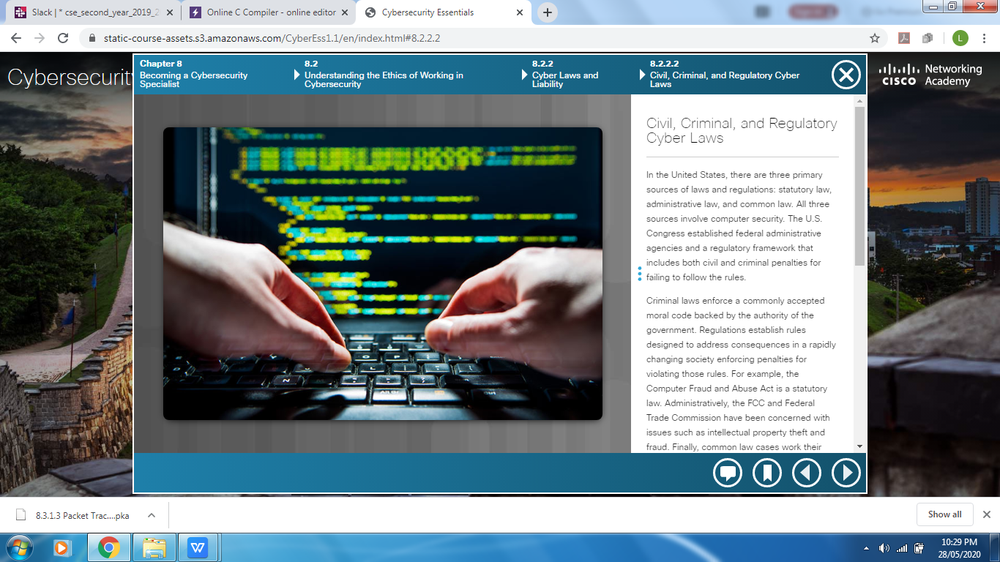 Slack | * cse_second_year_2019_2
Online C Compiler - online editor
Cybersecurity Essentials
static-course-assets.s3.amazonaws.com/CyberEss1.1/en/index.html#8.2.2.2
L
Cybersecurity
Chapter 8
Becoming a Cybersecurity
Specialist
8.2
Understanding the Ethics of Working in
Cybersecurity
8.2.2
Cyber Laws and
Liability
8.2.2.2
Civil, Criminal, and Regulatory Cyber
Laws
CISCO
Networking
Academy
Civil, Criminal, and Regulatory
Cyber Laws
In the United States, there are three primary
sources of laws and regulations: statutory law,
administrative law, and common law. All three
sources involve computer security. The U.S.
Congress established federal administrative
agencies and a regulatory framework that
includes both civil and criminal penalties for
failing to follow the rules.
Criminal laws enforce a commonly accepted
moral code backed by the authority of the
government. Regulations establish rules
designed to address consequences in a rapidly
changing society enforcing penalties for
violating those rules. For example, the
Computer Fraud and Abuse Act is a statutory
law. Administratively, the FCC and Federal
Trade Commission have been concerned with
issues such as intellectual property theft and
fraud. Finally, common law cases work their
8.3.1.3 Packet Trac....pka
Show all
W
10:29 PM
28/05/2020